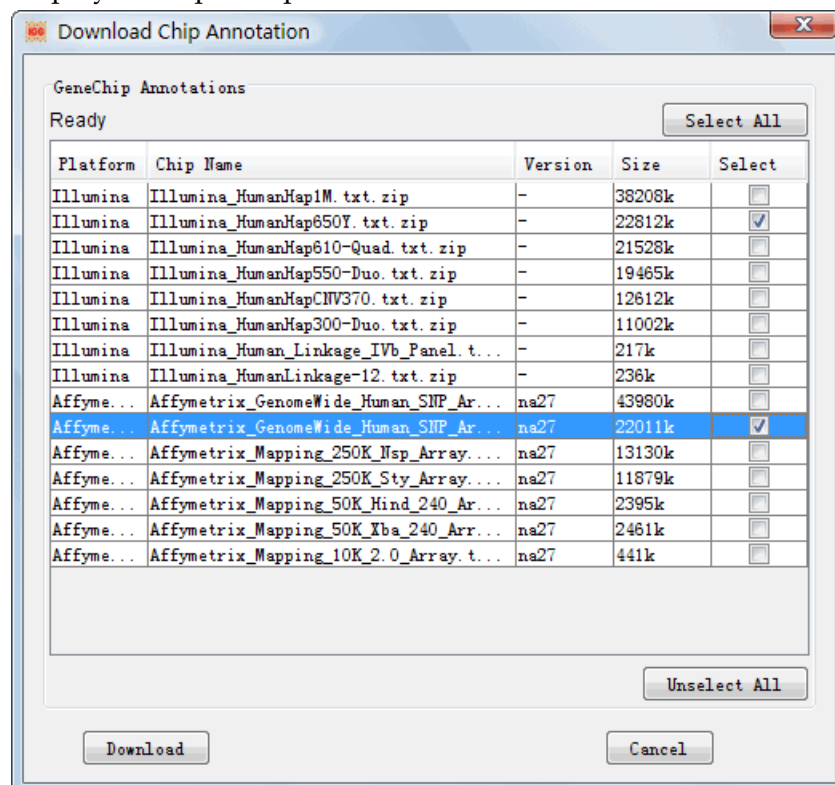 Download Chip Annotation
GeneChip Annotations
Ready Select All
Platform Chip Name Version Size Select
Illumina Illumina_HumanHap1M.txt.zip - 38208k
Illumina Illumina_HumanHap650Y.txt.zip - 22812k
Illumina Illumina_HumanHap610-Quad.txt.zip - 21528k
Illumina Illumina_HumanHap550-Duo.txt.zip - 19465k
Illumina Illumina_HumanHapCNV370.txt.zip - 12612k
Illumina Illumina_HumanHap300-Duo.txt.zip - 11002k
Illumina Illumina_Human_Linkage_IVb_Panel.t... - 217k
Illumina Illumina_HumanLinkage-12.txt.zip - 236k
Affyme... Affymetrix_GenomeWide_Human_SNP_Ar... na27 43980k
Affyme... Affymetrix_GenomeWide_Human_SNP_Ar... na27 22011k
Affyme... Affymetrix_Mapping_250K_Nsp_Array.... na27 13130k
Affyme... Affymetrix_Mapping_250K_Sty_Array.... na27 11879k
Affyme... Affymetrix_Mapping_50K_Hind_240_Ar... na27 2395k
Affyme... Affymetrix_Mapping_50K_Xba_240_Arr... na27 2461k
Affyme... Affymetrix_Mapping_10K_2.0_Array.t... na27 441k
Unselect All
Download Cancel